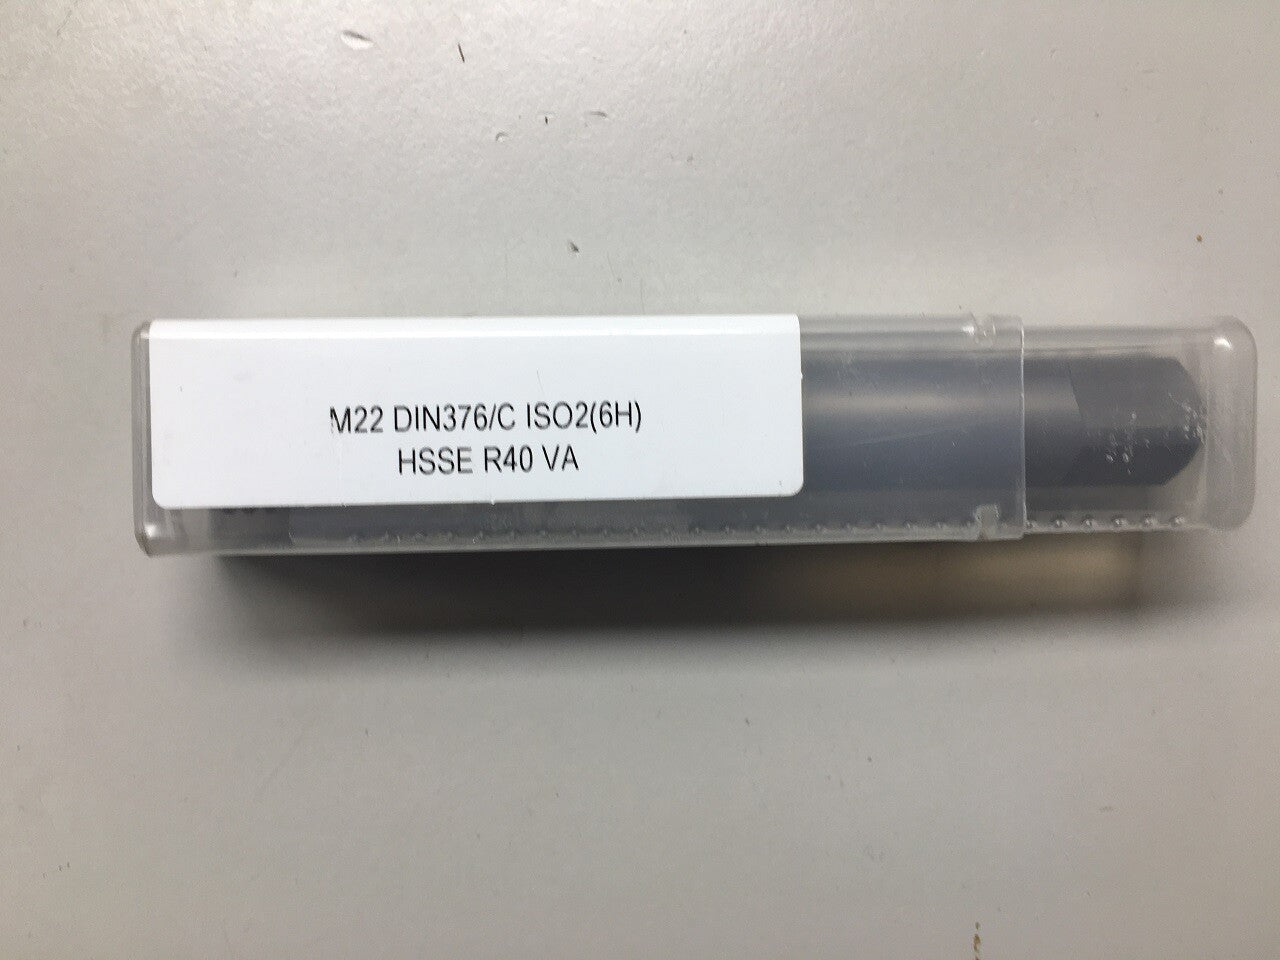 M22 DIN376/C ISO2(6H)
HSSE R40 VA